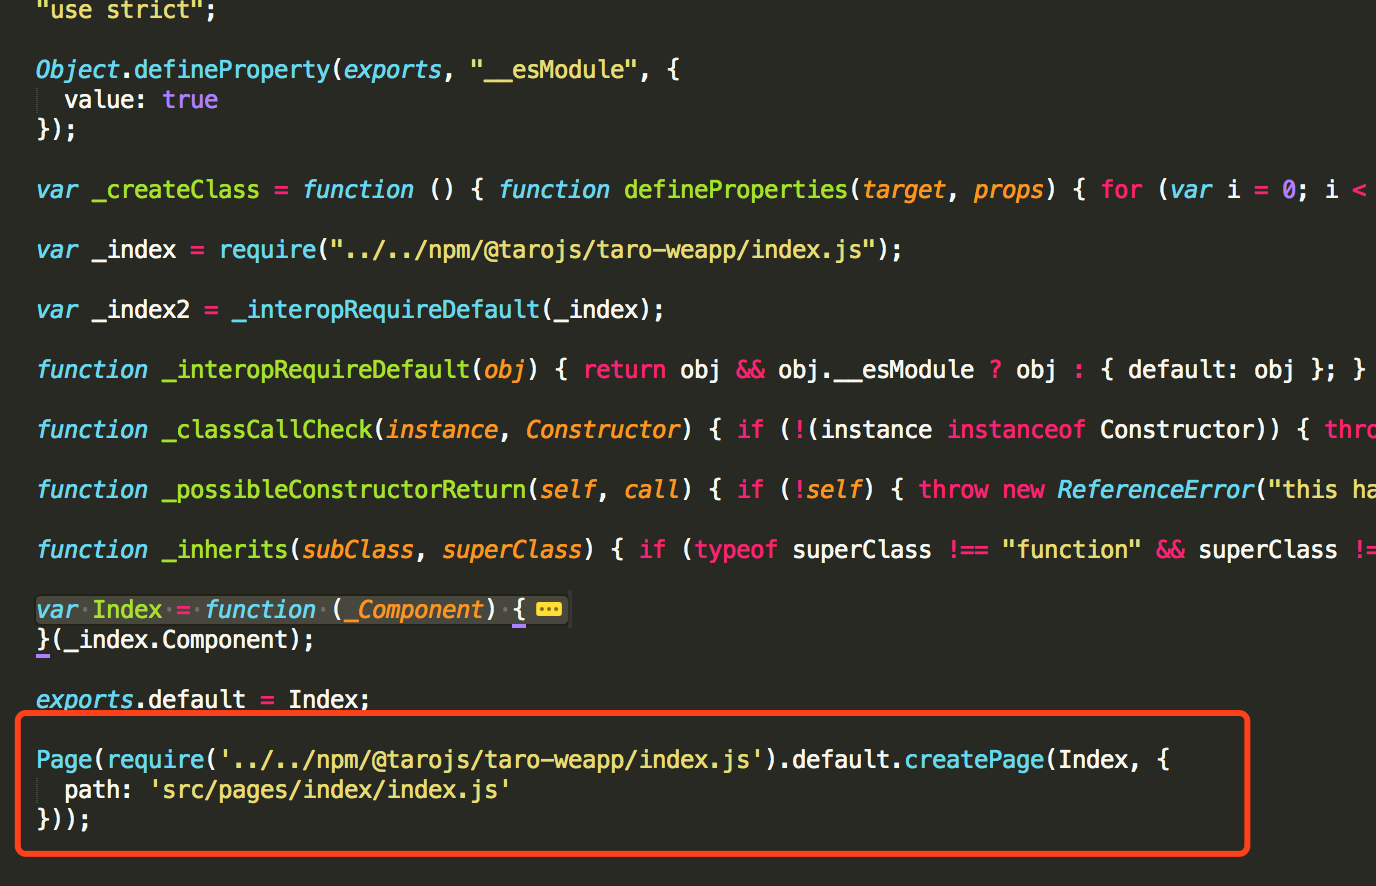 "use strict";
Object.defineProperty(exports, "__esModule", {
value: true
});
var _createClass = function () { function defineProperties(target, props) { for (var i = 0; i <
var _index = require("../../npm/@tarojs/taro-weapp/index.js");
var _index2 = _interopRequireDefault(_index);
function _interopRequireDefault(obj) { return obj && obj.__esModule ? obj : { default: obj }; }
function _classCallCheck(instance, Constructor) { if (!(instance instanceof Constructor)) { thro
function _possibleConstructorReturn(self, call) { if (!self) { throw new ReferenceError("this ha
function _inherits(subClass, superClass) { if (typeof superClass !== "function" && superClass !=
var Index = function (_Component) { ...
}(_index.Component);
exports.default = Index;
Page(require('../../npm/@tarojs/taro-weapp/index.js').default.createPage(Index, {
path: 'src/pages/index/index.js'
}));